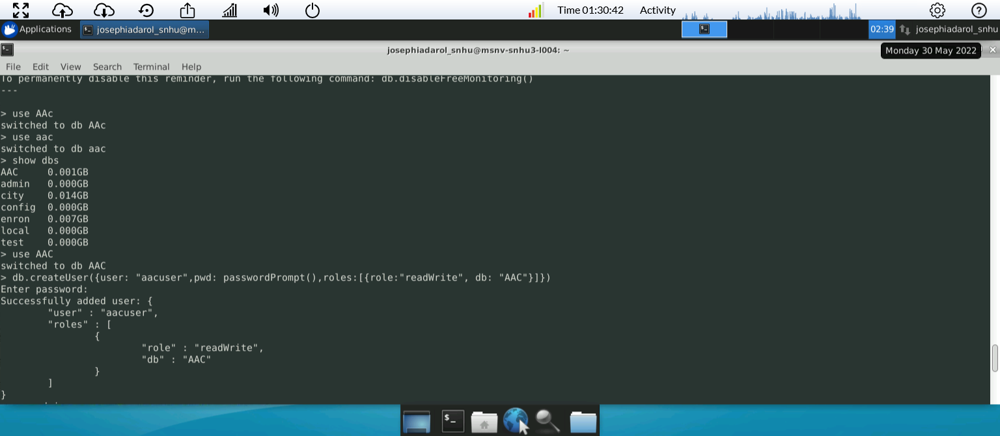 Time 01:30:42 Activity
Applications josephiadarol_snhu@m... 02:39 josephiadarol_snhu
josephiadarol_snhu@msnv-snhu3-l004: ~
Monday 30 May 2022
File Edit View Search Terminal Help
To permanently disable this reminder, run the following command: db.disableFreeMonitoring()
---
> use AAc
switched to db AAc
> use aac
switched to db aac
> show dbs
AAC 0.001GB
admin 0.000GB
city 0.014GB
config 0.000GB
enron 0.007GB
local 0.000GB
test 0.000GB
> use AAC
switched to db AAC
> db.createUser({user: "aacuser",pwd: passwordPrompt(),roles:[{role:"readWrite", db: "AAC"}]})
Enter password:
Successfully added user: {
"user" : "aacuser",
"roles" : [
{
"role" : "readWrite",
"db" : "AAC"
}
]
}